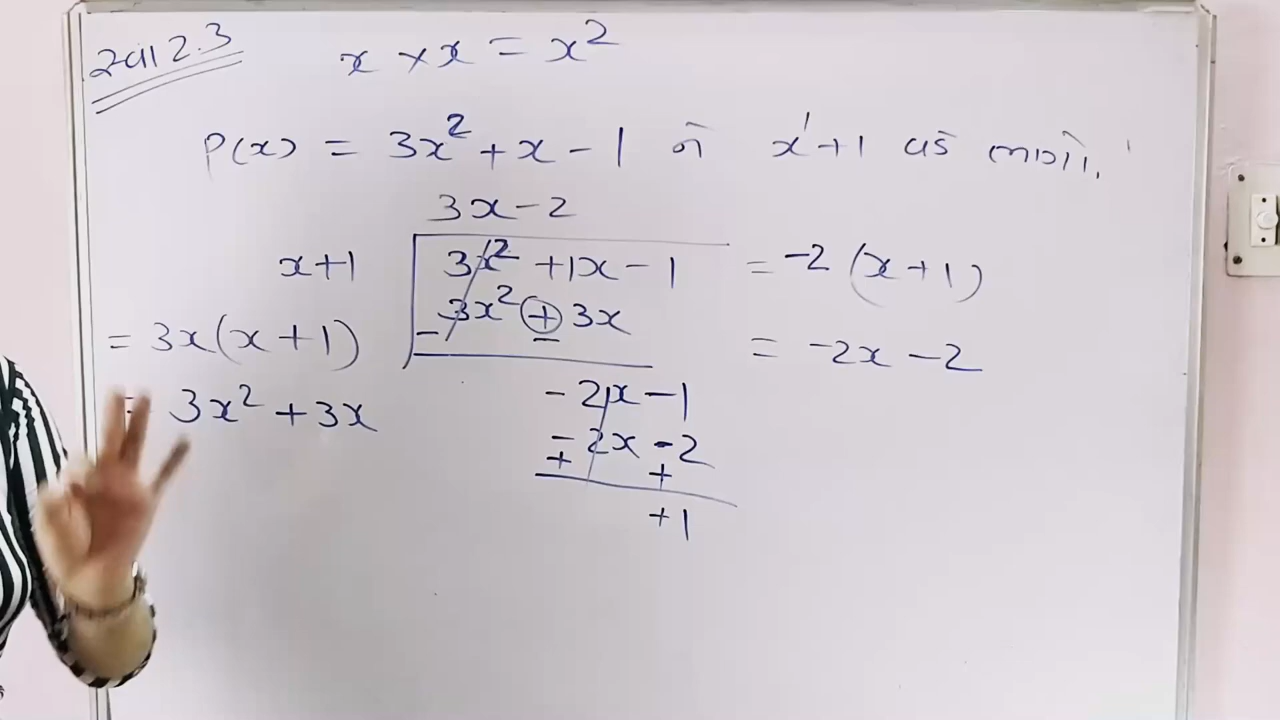 સ્વા 2.3
x × x = x²
P(x) = 3x² + x - 1 ને x¹ + 1 વડે ભાગો.
3x - 2
x+1 3x² + 1x - 1 = -2 (x + 1)
3x² + 3x
- -
= 3x(x + 1) = -2x - 2
= 3x² + 3x
- 2x - 1
- 2x - 2
+ +
+ 1